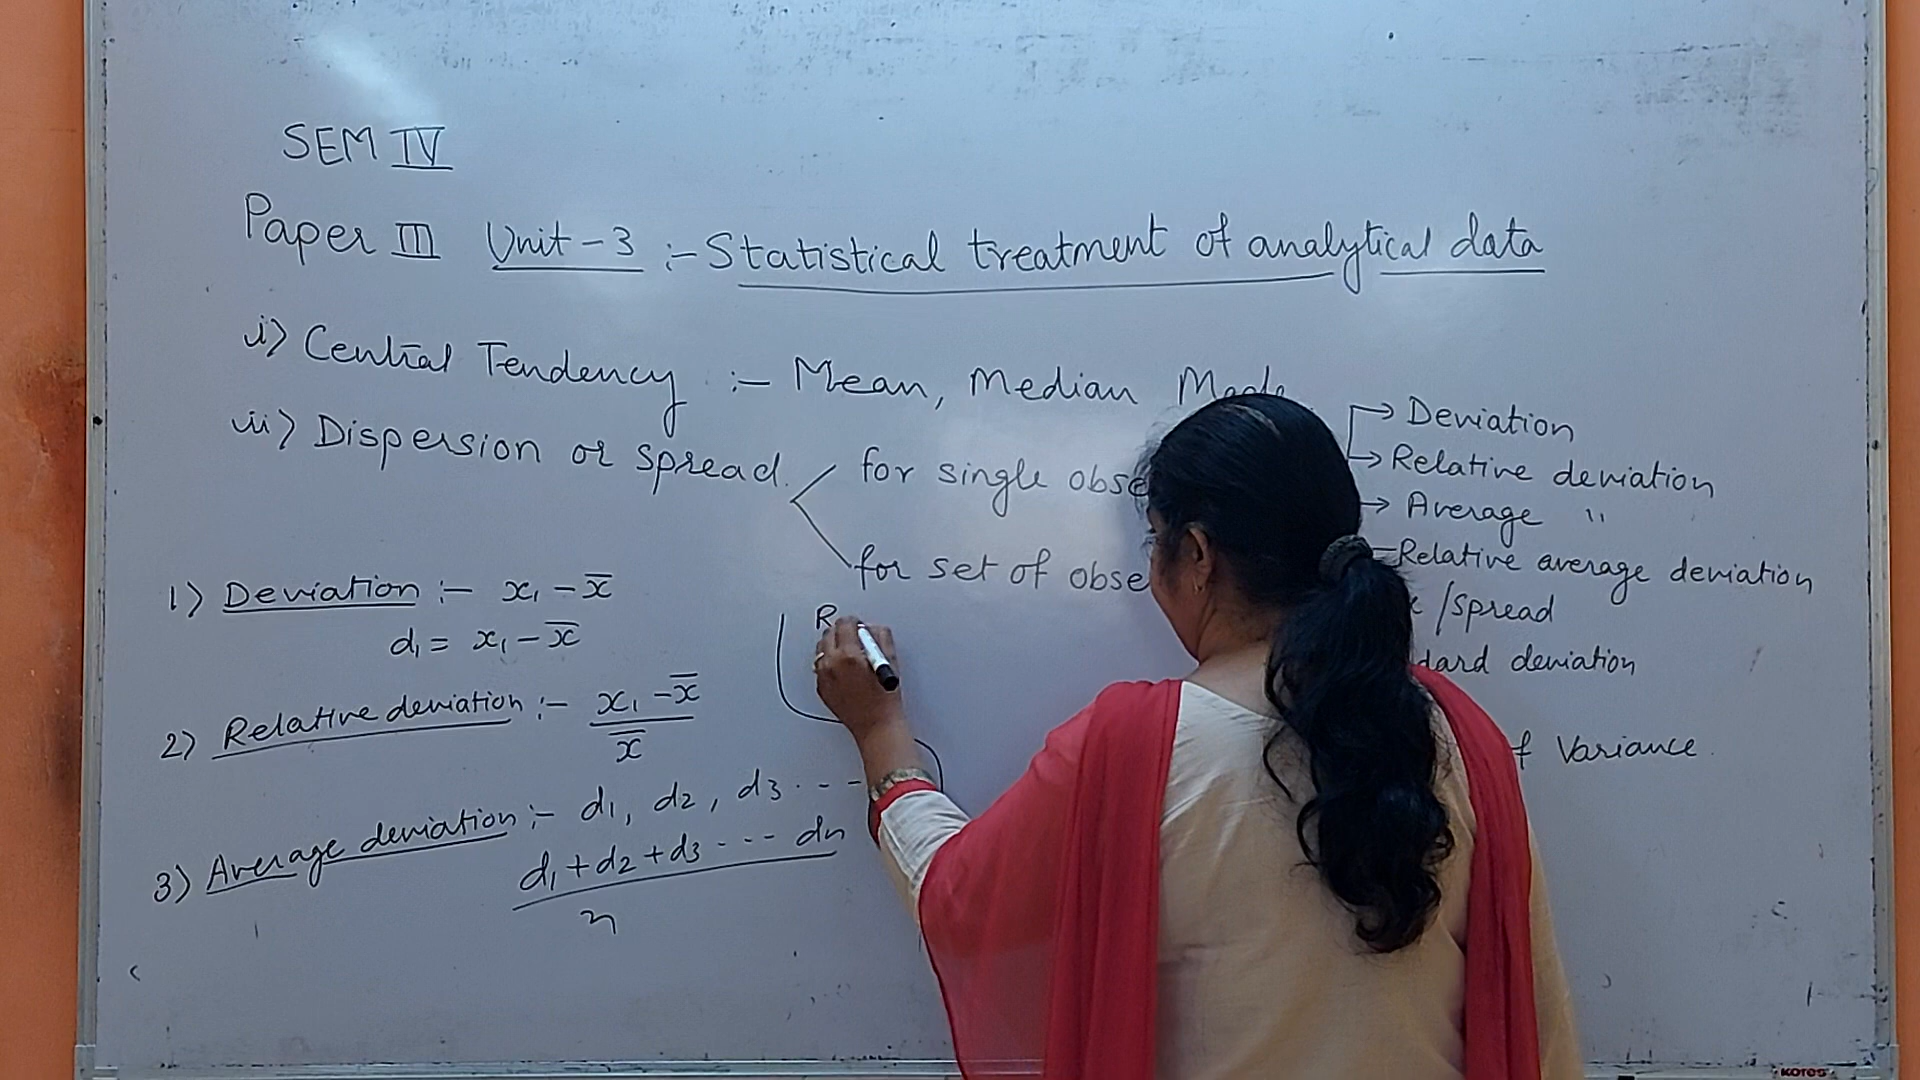 SEM IV
Paper III Unit-3 :- Statistical treatment of analytical data
i) Central Tendency :- Mean, Median Mode
ii) Dispersion or spread
for single obse
for set of obse
→ Deviation
→ Relative deviation
→ Average "
Relative average deviation
/Spread
dard deviation
f Variance
1) Deviation :- x₁ - x̅
d₁ = x₁ - x̅
2) Relative deviation :- x₁ - x̅
x̅
3) Average deviation :- d₁, d₂, d₃ ...
d₁ + d₂ + d₃ ... dn
n
R
KORES